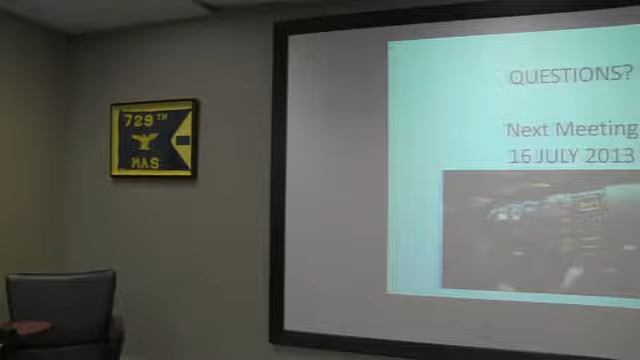 729TH
MAS
QUESTIONS?
Next Meeting
16 JULY 2013